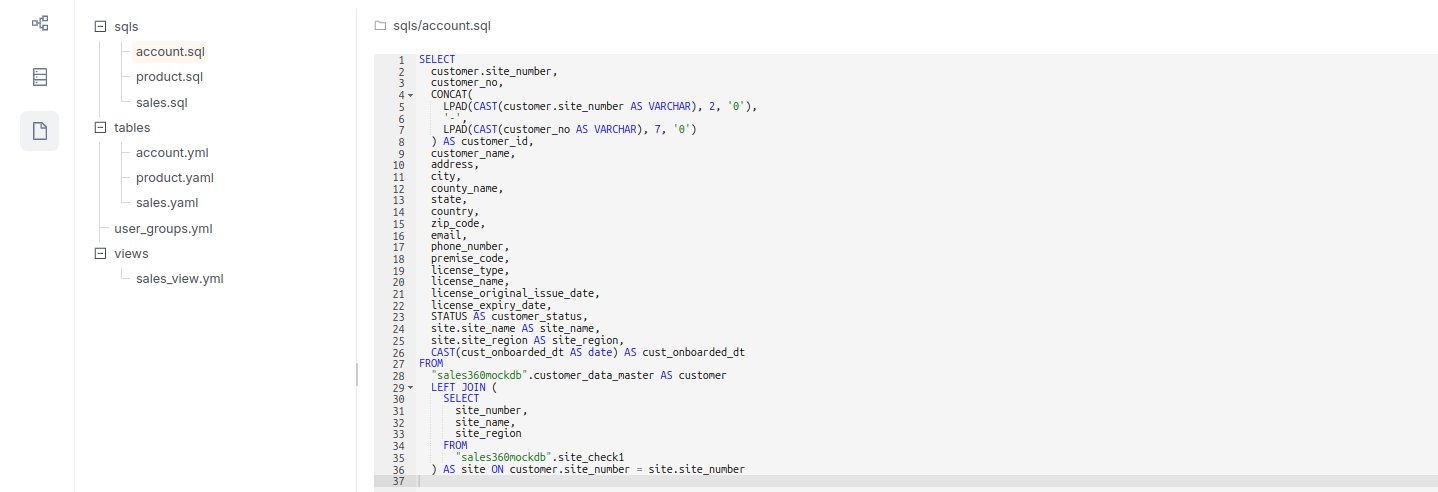 sqls
account.sql
product.sql
sales.sql
tables
account.yml
product.yaml
sales.yaml
user_groups.yml
views
sales_view.yml
sqls/account.sql
1 SELECT
2 customer.site_number,
3 customer_no,
4 CONCAT(
5 LPAD(CAST(customer.site_number AS VARCHAR), 2, '0'),
6 '-',
7 LPAD(CAST(customer_no AS VARCHAR), 7, '0')
8 ) AS customer_id,
9 customer_name,
10 address,
11 city,
12 county_name,
13 state,
14 country,
15 zip_code,
16 email,
17 phone_number,
18 premise_code,
19 license_type,
20 license_name,
21 license_original_issue_date,
22 license_expiry_date,
23 STATUS AS customer_status,
24 site.site_name AS site_name,
25 site.site_region AS site_region,
26 CAST(cust_onboarded_dt AS date) AS cust_onboarded_dt
27 FROM
28 "sales360mockdb".customer_data_master AS customer
29 LEFT JOIN (
30 SELECT
31 site_number,
32 site_name,
33 site_region
34 FROM
35 "sales360mockdb".site_check1
36 ) AS site ON customer.site_number = site.site_number
37